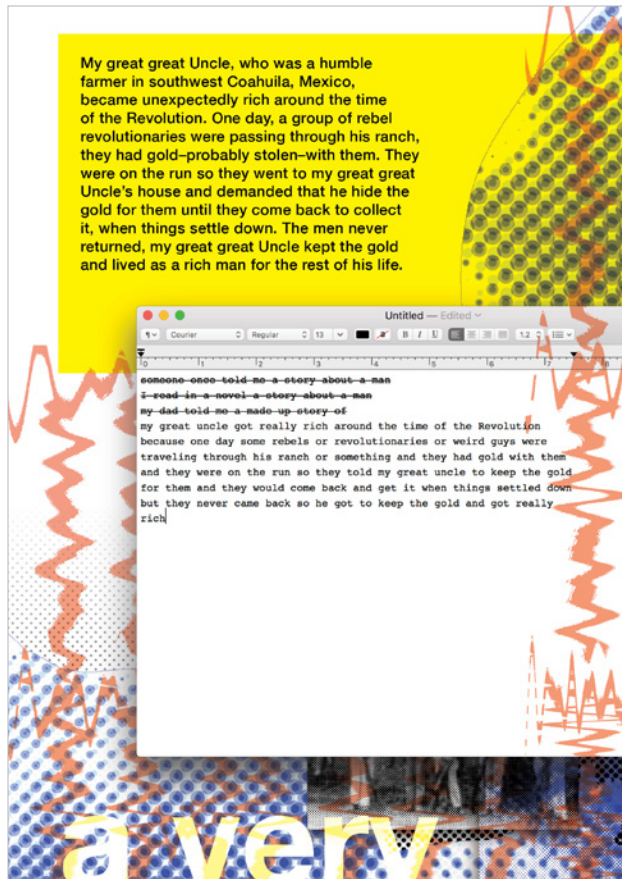 My great great Uncle, who was a humble
farmer in southwest Coahuila, Mexico,
became unexpectedly rich around the time
of the Revolution. One day, a group of rebel
revolutionaries were passing through his ranch,
they had gold–probably stolen–with them. They
were on the run so they went to my great great
Uncle's house and demanded that he hide the
gold for them until they come back to collect
it, when things settle down. The men never
returned, my great great Uncle kept the gold
and lived as a rich man for the rest of his life.
Untitled — Edited
¶ Courier Regular 13 a B I U 1.2
0 1 2 3 4 5 6 7 8
someone once told me a story about a man
I read in a novel a story about a man
my dad told me a made up story of
my great uncle got really rich around the time of the Revolution
because one day some rebels or revolutionaries or weird guys were
traveling through his ranch or something and they had gold with them
and they were on the run so they told my great uncle to keep the gold
for them and they would come back and get it when things settled down
but they never came back so he got to keep the gold and got really
rich
a very